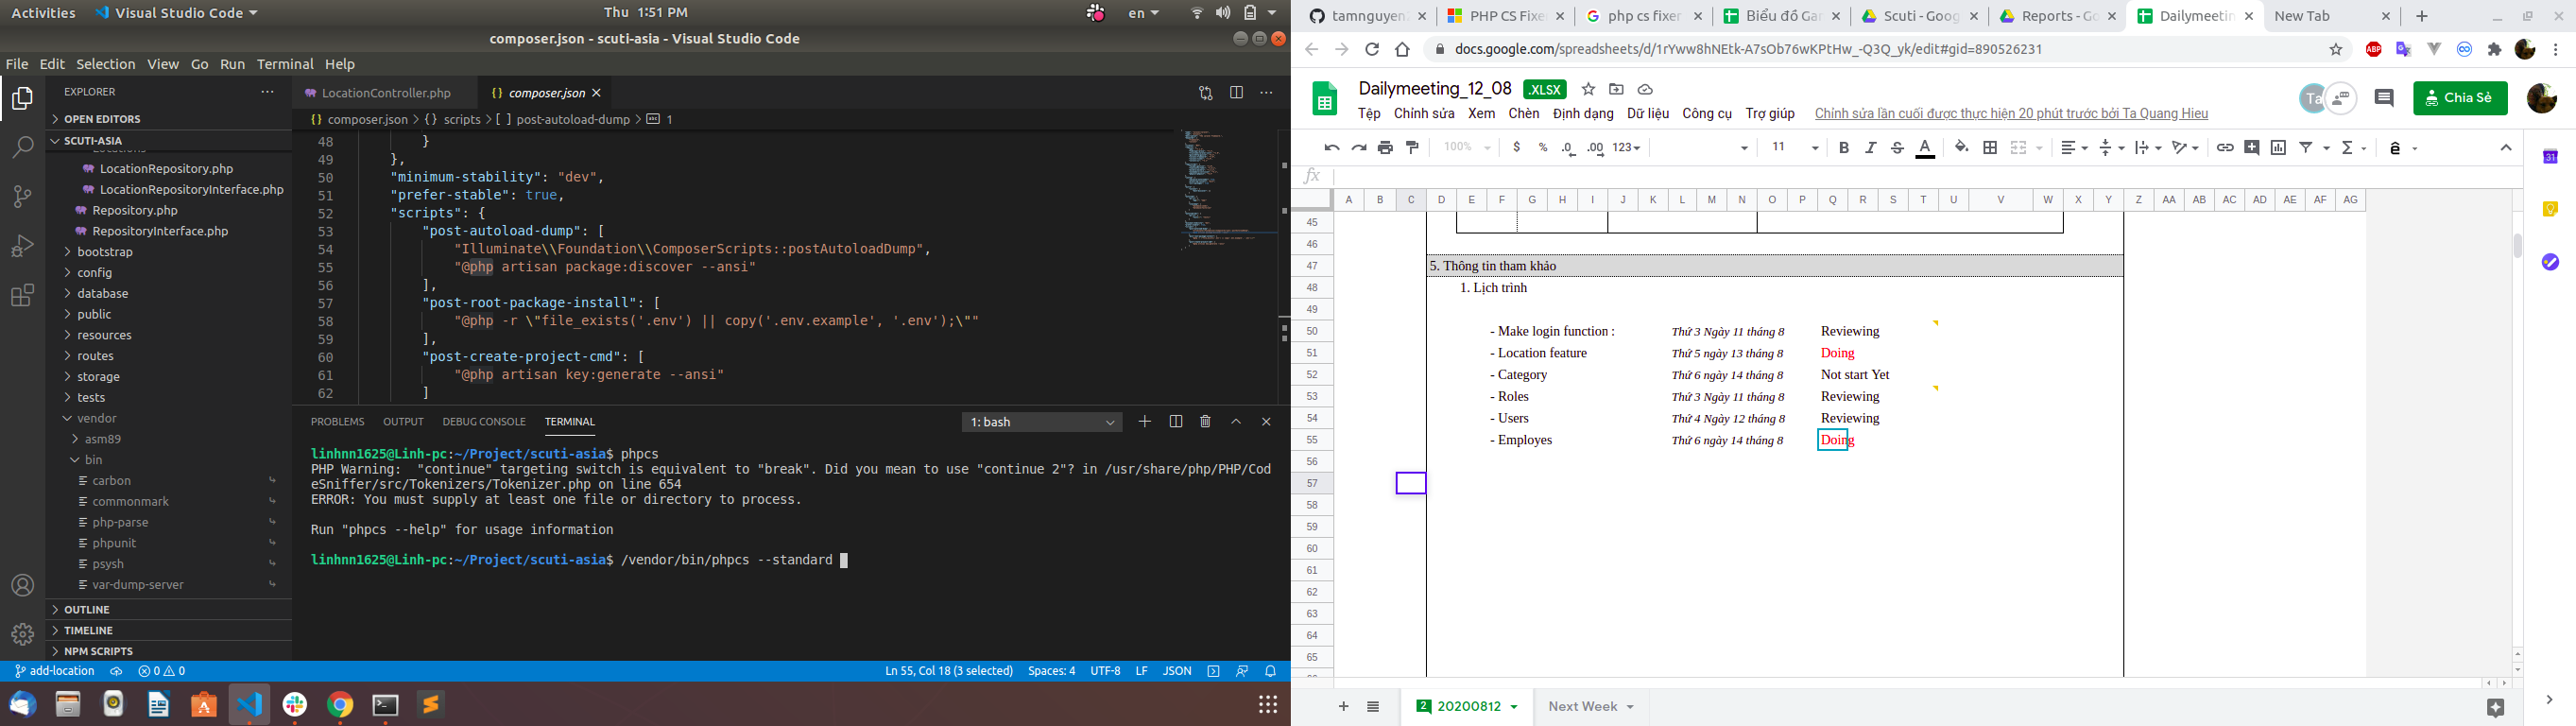 Activities
Visual Studio Code
Thu 1:51 PM
en
composer.json - scuti-asia - Visual Studio Code
File Edit Selection View Go Run Terminal Help
EXPLORER
OPEN EDITORS
SCUTI-ASIA
LocationRepository.php
LocationRepositoryInterface.php
Repository.php
RepositoryInterface.php
bootstrap
config
database
public
resources
routes
storage
tests
vendor
asm89
bin
carbon
commonmark
php-parse
phpunit
psysh
var-dump-server
OUTLINE
TIMELINE
NPM SCRIPTS
LocationController.php
{} composer.json
{} composer.json > {} scripts > [ ] post-autoload-dump > 1
48 }
49 },
50 "minimum-stability": "dev",
51 "prefer-stable": true,
52 "scripts": {
53 "post-autoload-dump": [
54 "Illuminate\\Foundation\\ComposerScripts::postAutoloadDump",
55 "@php artisan package:discover --ansi"
56 ],
57 "post-root-package-install": [
58 "@php -r \"file_exists('.env') || copy('.env.example', '.env');\""
59 ],
60 "post-create-project-cmd": [
61 "@php artisan key:generate --ansi"
62 ]
PROBLEMS OUTPUT DEBUG CONSOLE TERMINAL
1: bash
linhnn1625@Linh-pc:~/Project/scuti-asia$ phpcs
PHP Warning:  "continue" targeting switch is equivalent to "break". Did you mean to use "continue 2"? in /usr/share/php/PHP/Cod
eSniffer/src/Tokenizers/Tokenizer.php on line 654
ERROR: You must supply at least one file or directory to process.
Run "phpcs --help" for usage information
linhnn1625@Linh-pc:~/Project/scuti-asia$ /vendor/bin/phpcs --standard
add-location
0 0
Ln 55, Col 18 (3 selected) Spaces: 4 UTF-8 LF JSON
PHP CS Fixe
php cs fixer
Biểu đồ Gan
Scuti - Goog
Reports - Go
Dailymeetin
New Tab
docs.google.com/spreadsheets/d/1rYww8hNEtk-A7sOb76wKPtHw_-Q3Q_yk/edit#gid=890526231
ABP
Dailymeeting_12_08
.XLSX
Ta
Chia Sẻ
Tệp Chỉnh sửa Xem Chèn Định dạng Dữ liệu Công cụ Trợ giúp
Chỉnh sửa lần cuối được thực hiện 20 phút trước bởi Ta Quang Hieu
100% $ % .0 .00 123 11 B I S A
fx
A B C D E F G H I J K L M N O P Q R S T U V W X Y Z AA AB AC AD AE AF AG
45
46
47 5. Thông tin tham khảo
48 1. Lịch trình
49
50 - Make login function : Thứ 3 Ngày 11 tháng 8 Reviewing
51 - Location feature Thứ 5 ngày 13 tháng 8 Doing
52 - Category Thứ 6 ngày 14 tháng 8 Not start Yet
53 - Roles Thứ 3 Ngày 11 tháng 8 Reviewing
54 - Users Thứ 4 Ngày 12 tháng 8 Reviewing
55 - Employes Thứ 6 ngày 14 tháng 8 Doing
56
57
58
59
60
61
62
63
64
65
2 20200812
Next Week
31